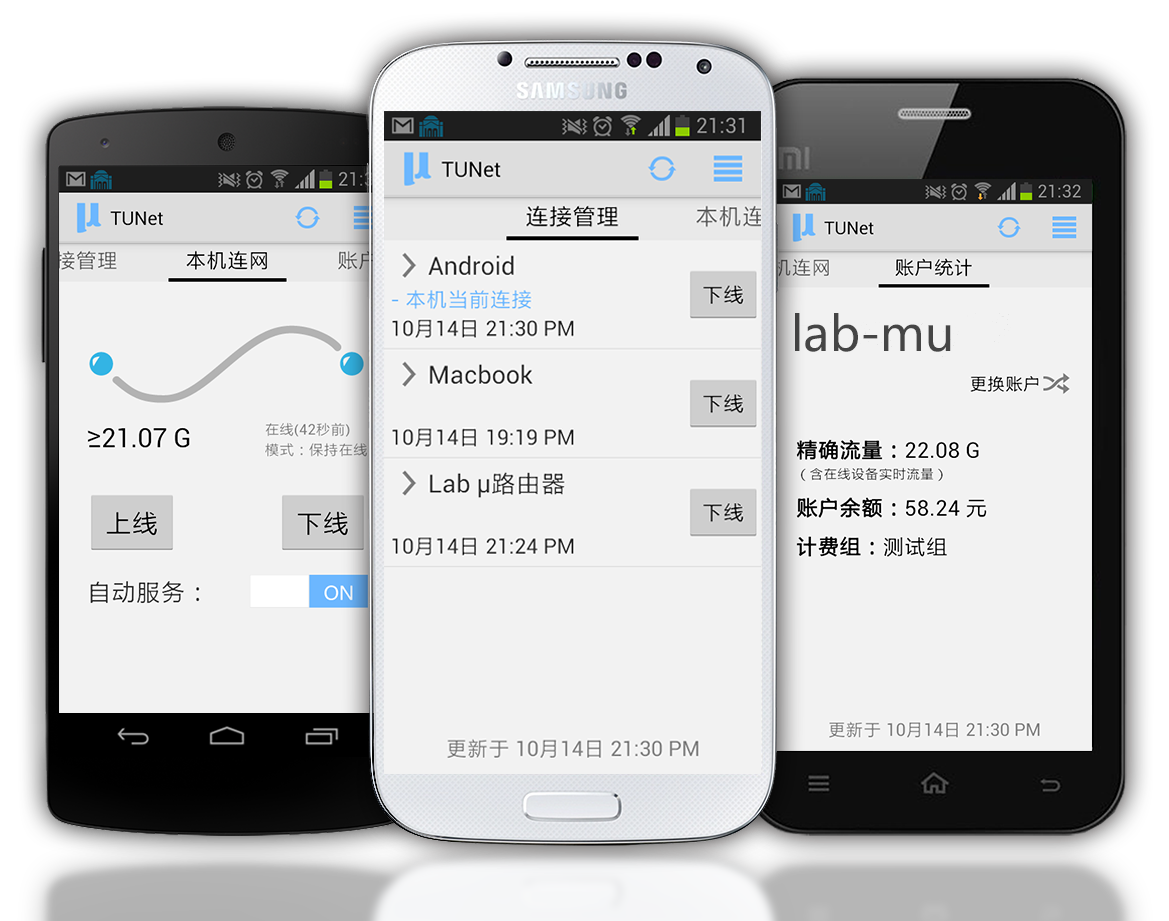 21:3
TUNet
接管理 本机连网 账户
≥21.07 G
在线(42秒前)
模式：保持在线
上线 下线
自动服务： ON
SAMSUNG
21:31
TUNet
连接管理 本机连
Android
- 本机当前连接
下线
10月14日 21:30 PM
Macbook
下线
10月14日 19:19 PM
Lab μ路由器
下线
10月14日 21:24 PM
更新于 10月14日 21:30 PM
mi
21:32
TUNet
机连网 账户统计
lab-mu
更换账户
精确流量：22.08 G
（含在线设备实时流量）
账户余额：58.24 元
计费组：测试组
更新于 10月14日 21:30 PM